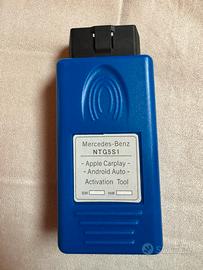 Mercedes-Benz
NTG5S1
- Apple Carplay -
- Android Auto -
Activation Tool